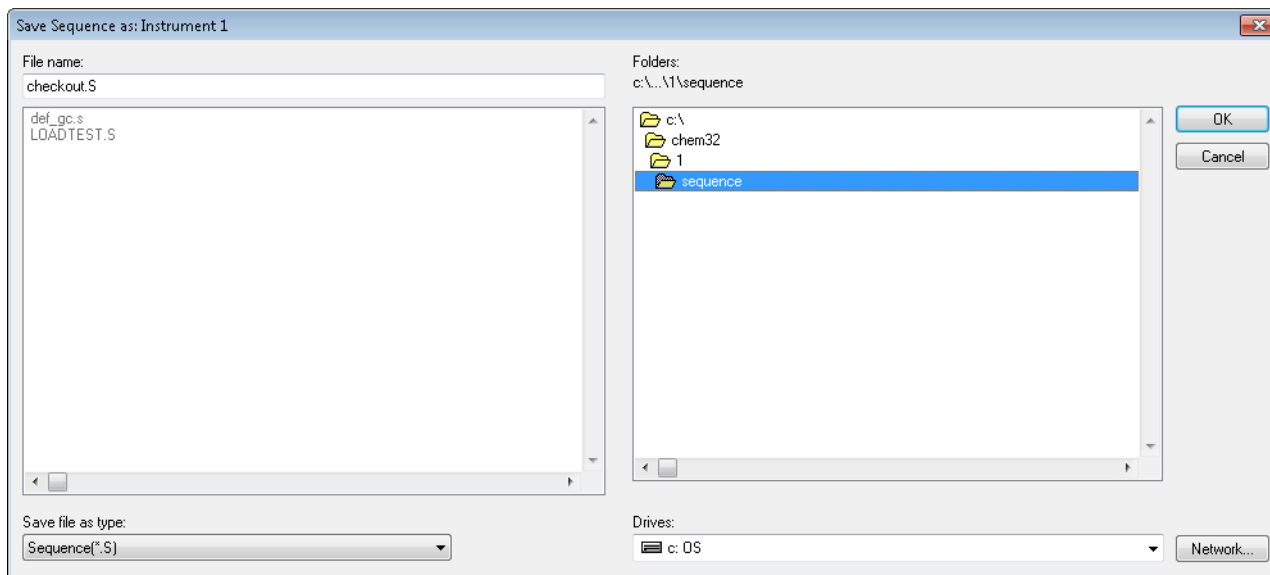 Save Sequence as: Instrument 1
File name:
checkout.S
def_gc.s
LOADTEST.S
Save file as type:
Sequence(*.S)
Folders:
c:\...\1\sequence
c:\
chem32
1
sequence
Drives:
c: OS
OK
Cancel
Network...